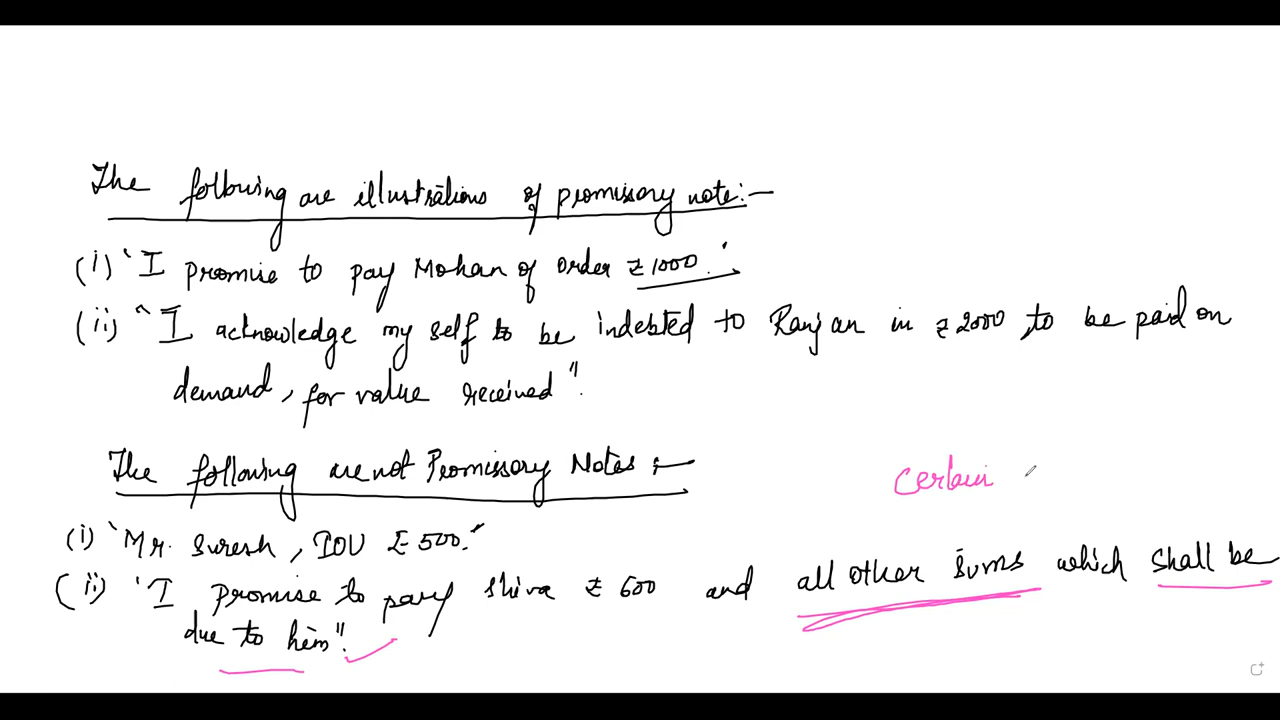 The following are illustrations of promissory note:-
(i) "I promise to pay Mohan of order ₹ 1000."
(ii) "I acknowledge my self to be indebted to Ranjan in ₹ 2000, to be paid on
demand, for value received".
The following are not Promissory Notes :-
(i) "Mr. Suresh, IOU ₹ 500."
certain
(ii) "I promise to pay Shiva ₹ 600 and all other sums which shall be
due to him".